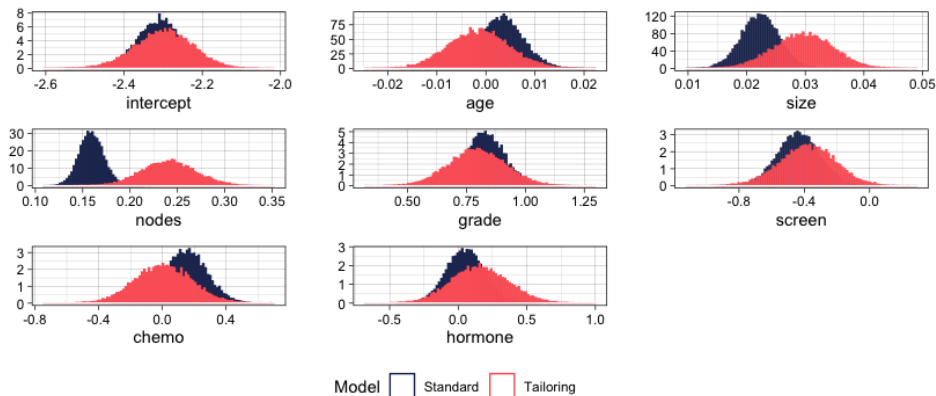 8
6
4
2
0
-2.6 -2.4 -2.2 -2.0
intercept
75
50
25
0
-0.02 -0.01 0.00 0.01 0.02
age
120
80
40
0
0.01 0.02 0.03 0.04 0.05
size
30
20
10
0
0.10 0.15 0.20 0.25 0.30 0.35
nodes
5
4
3
2
1
0
0.50 0.75 1.00 1.25
grade
3
2
1
0
-0.8 -0.4 0.0
screen
3
2
1
0
-0.8 -0.4 0.0 0.4
chemo
3
2
1
0
-0.5 0.0 0.5 1.0
hormone
Model Standard Tailoring